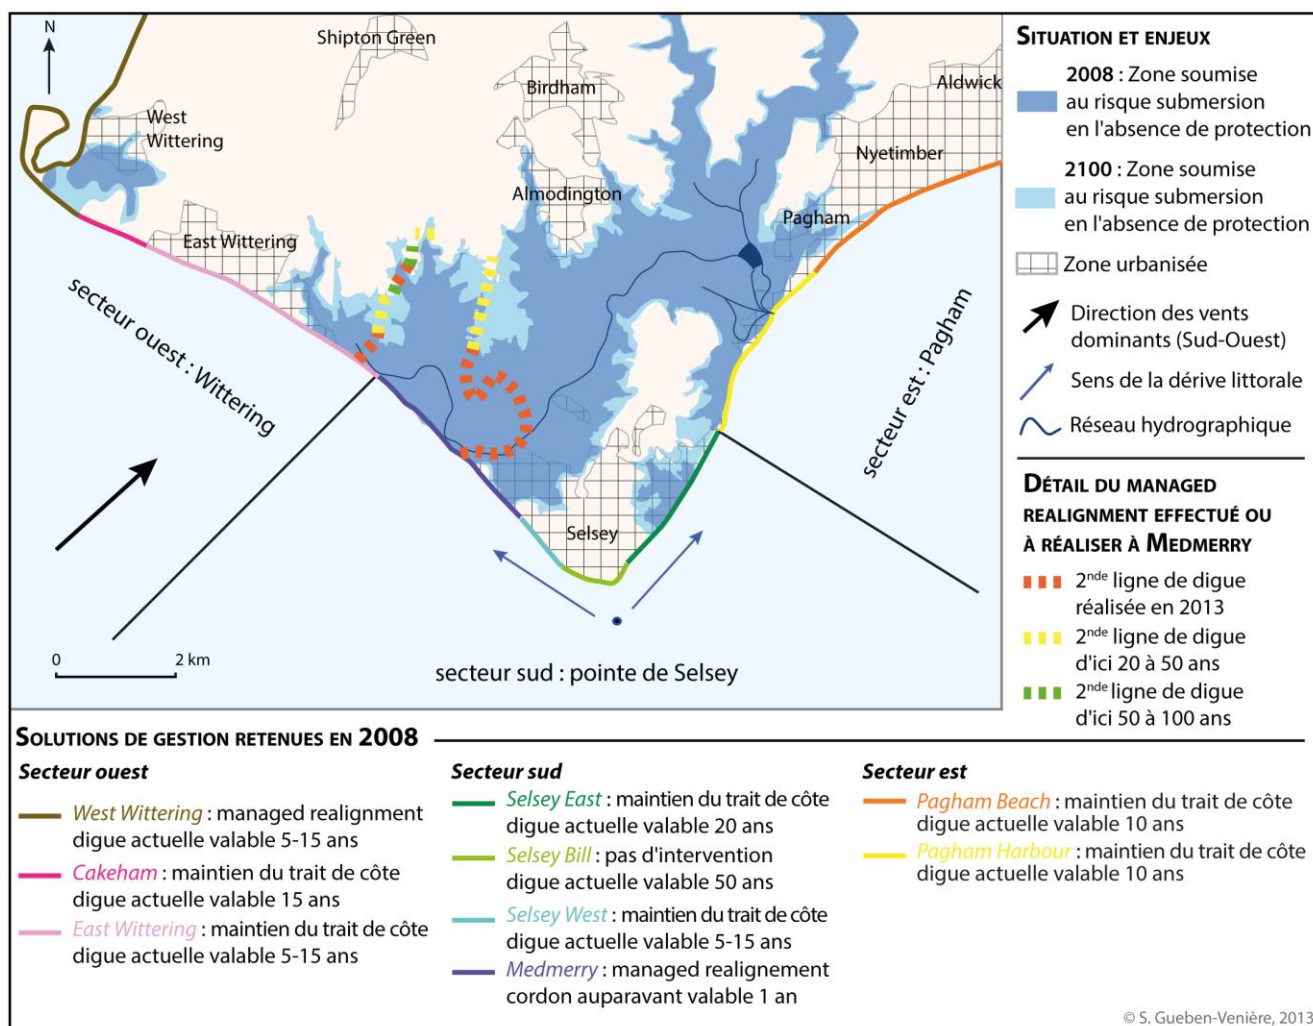 N
Shipton Green
Birdham
Aldwick
West
Wittering
Nyetimber
Almodington
Pagham
East Wittering
secteur ouest : Wittering
secteur est : Pagham
Selsey
0 2 km
secteur sud : pointe de Selsey
SITUATION ET ENJEUX
2008 : Zone soumise
au risque submersion
en l'absence de protection
2100 : Zone soumise
au risque submersion
en l'absence de protection
Zone urbanisée
Direction des vents
dominants (Sud-Ouest)
Sens de la dérive littorale
Réseau hydrographique
DÉTAIL DU MANAGED
REALIGNMENT EFFECTUÉ OU
À RÉALISER À MEDMERRY
2nde ligne de digue
réalisée en 2013
2nde ligne de digue
d'ici 20 à 50 ans
2nde ligne de digue
d'ici 50 à 100 ans
SOLUTIONS DE GESTION RETENUES EN 2008
Secteur ouest
West Wittering : managed realignment
digue actuelle valable 5-15 ans
Cakeham : maintien du trait de côte
digue actuelle valable 15 ans
East Wittering : maintien du trait de côte
digue actuelle valable 5-15 ans
Secteur sud
Selsey East : maintien du trait de côte
digue actuelle valable 20 ans
Selsey Bill : pas d'intervention
digue actuelle valable 50 ans
Selsey West : maintien du trait de côte
digue actuelle valable 5-15 ans
Medmerry : managed realignement
cordon auparavant valable 1 an
Secteur est
Pagham Beach : maintien du trait de côte
digue actuelle valable 10 ans
Pagham Harbour : maintien du trait de côte
digue actuelle valable 10 ans
© S. Gueben-Venière, 2013